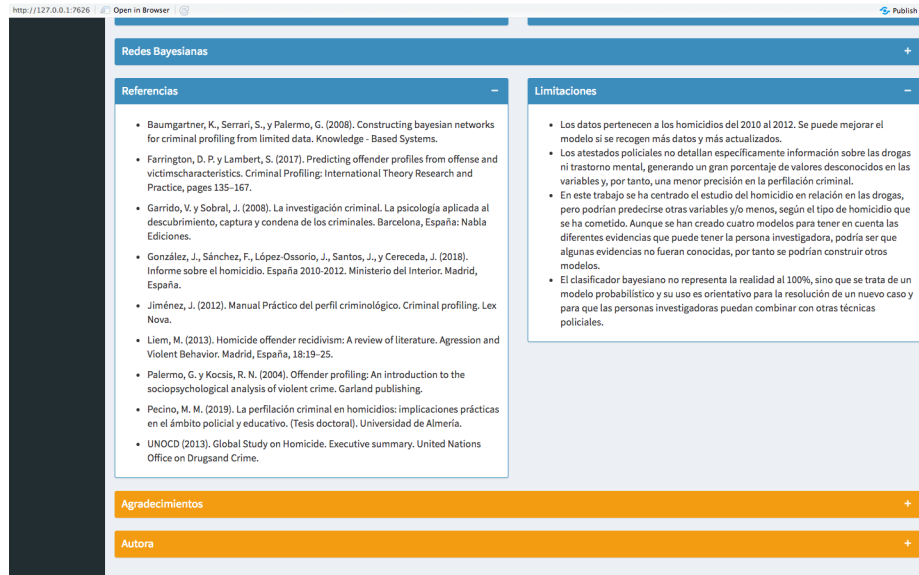 http://127.0.0.1:7626
Open in Browser
Publish
Redes Bayesianas
+
Referencias
−
• Baumgartner, K., Serrari, S., y Palermo, G. (2008). Constructing bayesian networks
for criminal profiling from limited data. Knowledge - Based Systems.
• Farrington, D. P. y Lambert, S. (2017). Predicting offender profiles from offense and
victimscharacteristics. Criminal Profiling: International Theory Research and
Practice, pages 135–167.
• Garrido, V. y Sobral, J. (2008). La investigación criminal. La psicología aplicada al
descubrimiento, captura y condena de los criminales. Barcelona, España: Nabla
Ediciones.
• González, J., Sánchez, F., López-Ossorio, J., Santos, J., y Cereceda, J. (2018).
Informe sobre el homicidio. España 2010-2012. Ministerio del Interior. Madrid,
España.
• Jiménez, J. (2012). Manual Práctico del perfil criminológico. Criminal profiling. Lex
Nova.
• Liem, M. (2013). Homicide offender recidivism: A review of literature. Agression and
Violent Behavior. Madrid, España, 18:19–25.
• Palermo, G. y Kocsis, R. N. (2004). Offender profiling: An introduction to the
sociopsychological analysis of violent crime. Garland publishing.
• Pecino, M. M. (2019). La perfilación criminal en homicidios: implicaciones prácticas
en el ámbito policial y educativo. (Tesis doctoral). Universidad de Almería.
• UNOCD (2013). Global Study on Homicide. Executive summary. United Nations
Office on Drugsand Crime.
Limitaciones
−
• Los datos pertenecen a los homicidios del 2010 al 2012. Se puede mejorar el
modelo si se recogen más datos y más actualizados.
• Los atestados policiales no detallan específicamente información sobre las drogas
ni trastorno mental, generando un gran porcentaje de valores desconocidos en las
variables y, por tanto, una menor precisión en la perfilación criminal.
• En este trabajo se ha centrado el estudio del homicidio en relación en las drogas,
pero podrían predecirse otras variables y/o menos, según el tipo de homicidio que
se ha cometido. Aunque se han creado cuatro modelos para tener en cuenta las
diferentes evidencias que puede tener la persona investigadora, podría ser que
algunas evidencias no fueran conocidas, por tanto se podrían construir otros
modelos.
• El clasificador bayesiano no representa la realidad al 100%, sino que se trata de un
modelo probabilístico y su uso es orientativo para la resolución de un nuevo caso y
para que las personas investigadoras puedan combinar con otras técnicas
policiales.
Agradecimientos
+
Autora
+